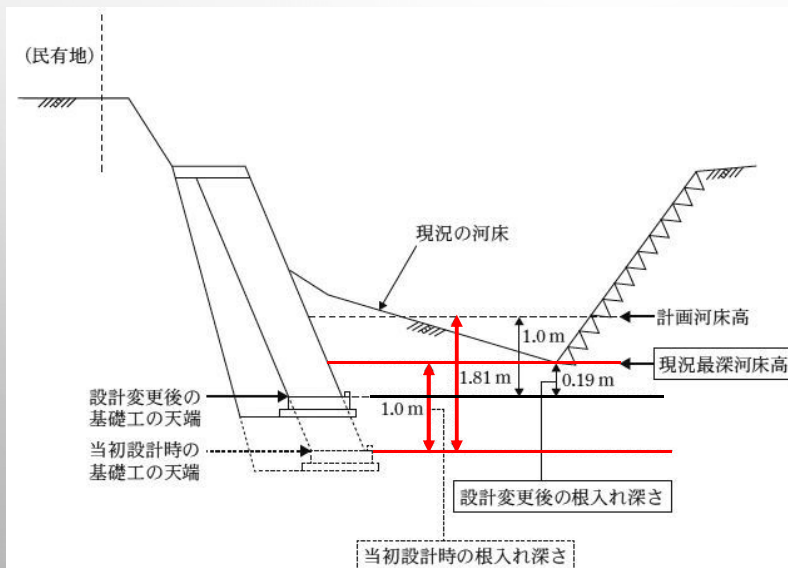 (民有地)
現況の河床
計画河床高
1.0 m
現況最深河床高
1.81 m
0.19 m
設計変更後の
基礎工の天端
1.0 m
当初設計時の
基礎工の天端
設計変更後の根入れ深さ
当初設計時の根入れ深さ